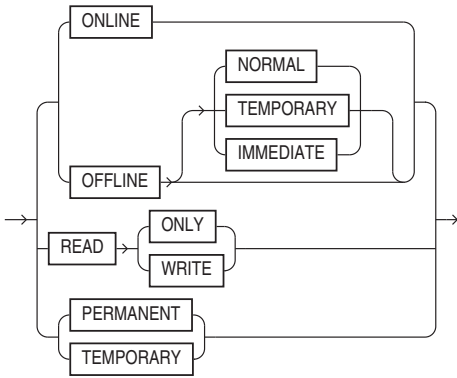 ONLINE
NORMAL
TEMPORARY
IMMEDIATE
OFFLINE
ONLY
READ
WRITE
PERMANENT
TEMPORARY